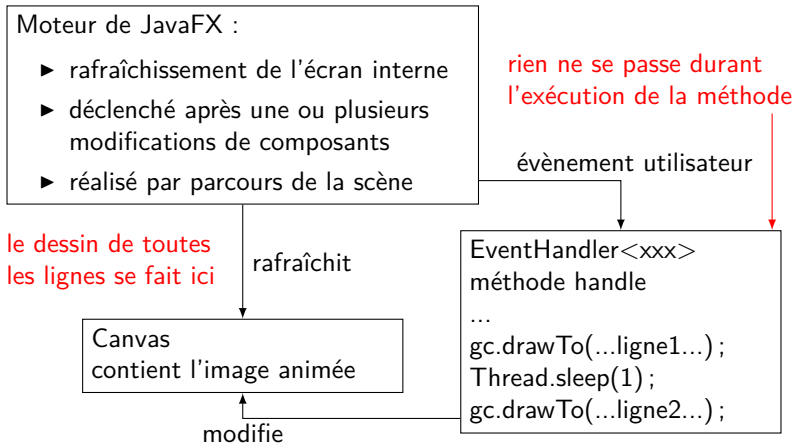 Moteur de JavaFX :
► rafraîchissement de l'écran interne
► déclenché après une ou plusieurs
modifications de composants
► réalisé par parcours de la scène
rien ne se passe durant
l'exécution de la méthode
évènement utilisateur
le dessin de toutes
les lignes se fait ici
rafraîchit
EventHandler<xxx>
méthode handle
...
gc.drawTo(...ligne1...) ;
Thread.sleep(1) ;
gc.drawTo(...ligne2...) ;
Canvas
contient l'image animée
modifie